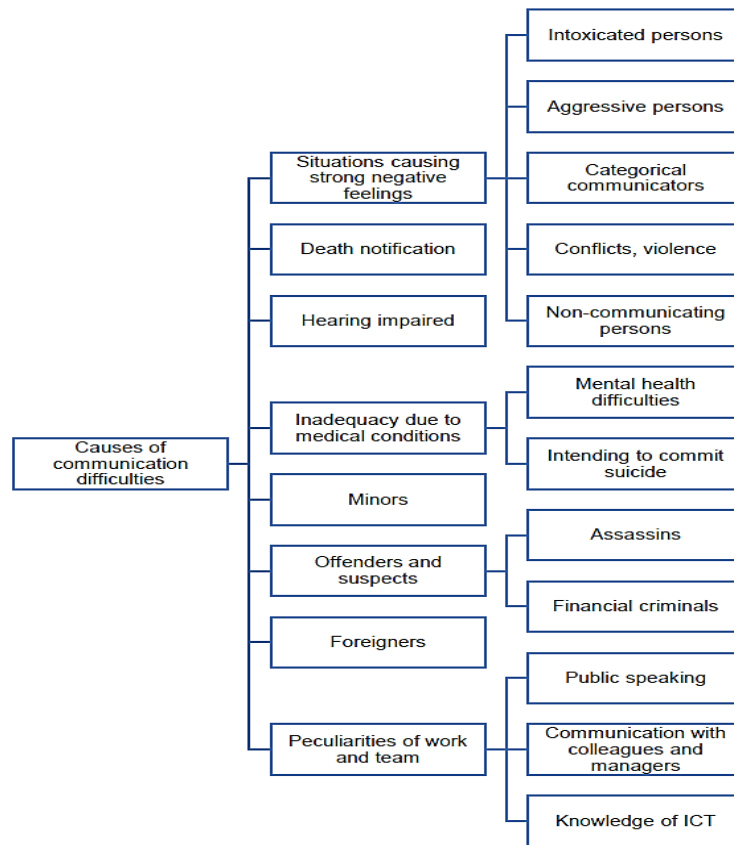 Causes of
communication
difficulties
Situations causing
strong negative
feelings
Intoxicated persons
Aggressive persons
Categorical
communicators
Conflicts, violence
Non-communicating
persons
Death notification
Hearing impaired
Inadequacy due to
medical conditions
Mental health
difficulties
Intending to commit
suicide
Minors
Offenders and
suspects
Assassins
Financial criminals
Foreigners
Peculiarities of work
and team
Public speaking
Communication with
colleagues and
managers
Knowledge of ICT